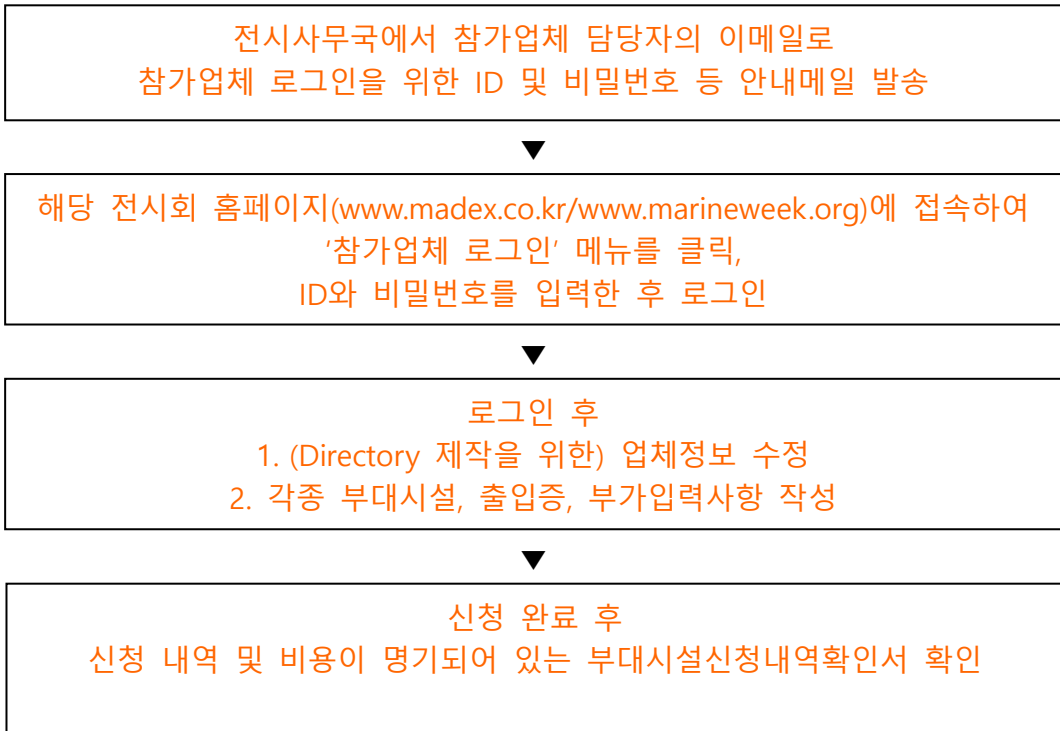 전시사무국에서 참가업체 담당자의 이메일로
참가업체 로그인을 위한 ID 및 비밀번호 등 안내메일 발송
▼
해당 전시회 홈페이지(www.madex.co.kr/www.marineweek.org)에 접속하여
‘참가업체 로그인’ 메뉴를 클릭,
ID와 비밀번호를 입력한 후 로그인
▼
로그인 후
1. (Directory 제작을 위한) 업체정보 수정
2. 각종 부대시설, 출입증, 부가입력사항 작성
▼
신청 완료 후
신청 내역 및 비용이 명기되어 있는 부대시설신청내역확인서 확인